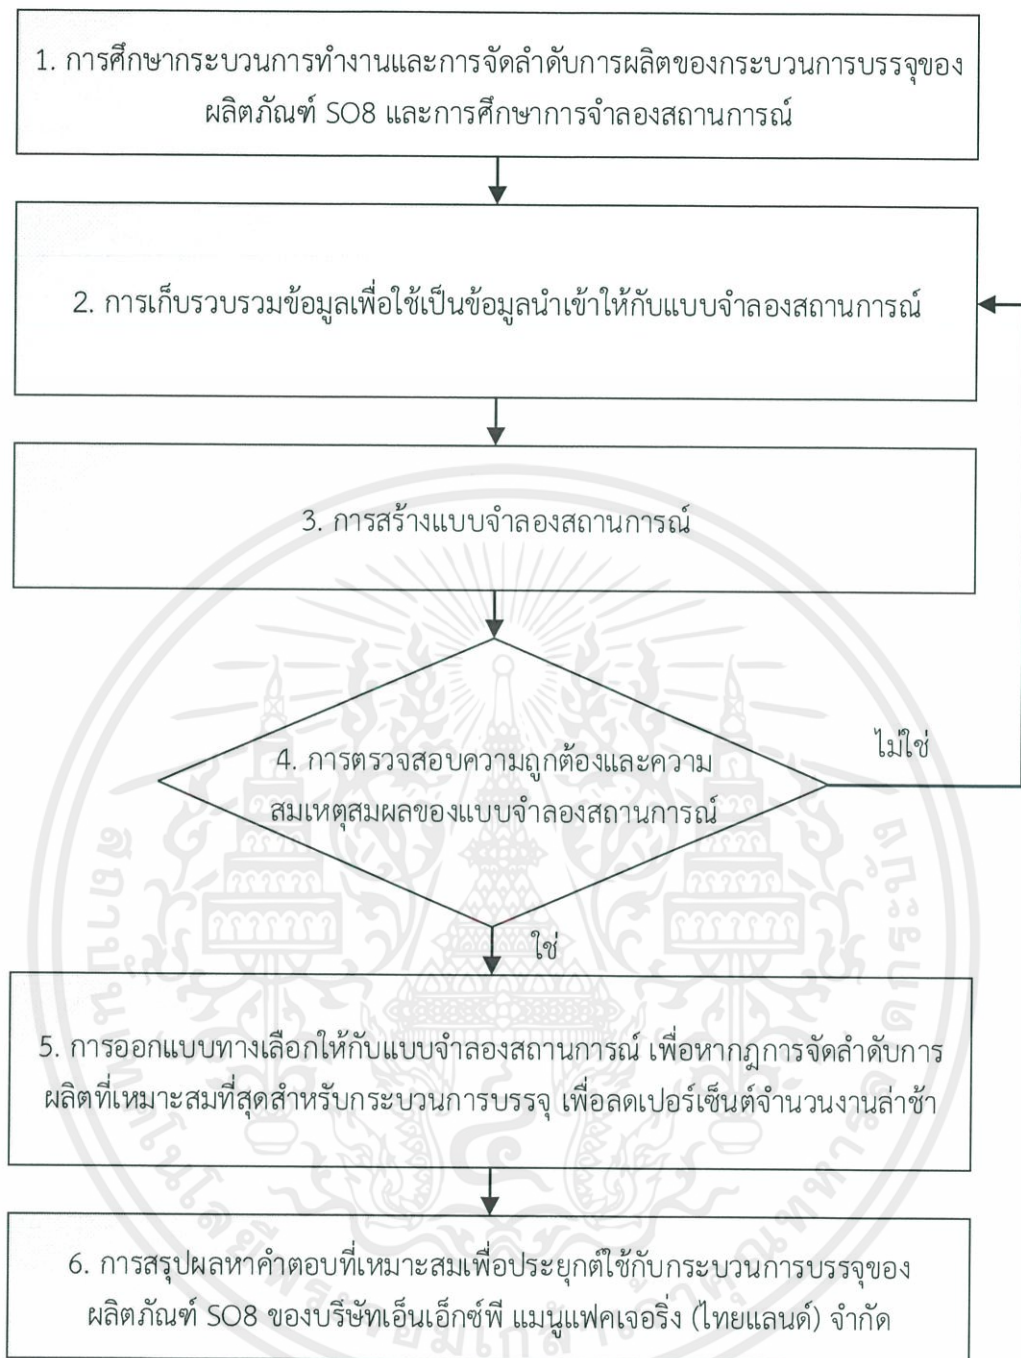 1. การศึกษากระบวนการทำงานและการจัดลำดับการผลิตของกระบวนการบรรจุของ
ผลิตภัณฑ์ SO8 และการศึกษาการจำลองสถานการณ์
2. การเก็บรวบรวมข้อมูลเพื่อใช้เป็นข้อมูลนำเข้าให้กับแบบจำลองสถานการณ์
3. การสร้างแบบจำลองสถานการณ์
4. การตรวจสอบความถูกต้องและความ
สมเหตุสมผลของแบบจำลองสถานการณ์
ไม่ใช่
ใช่
5. การออกแบบทางเลือกให้กับแบบจำลองสถานการณ์ เพื่อหากฎการจัดลำดับการ
ผลิตที่เหมาะสมที่สุดสำหรับกระบวนการบรรจุ เพื่อลดเปอร์เซ็นต์จำนวนงานล่าช้า
6. การสรุปผลหาคำตอบที่เหมาะสมเพื่อประยุกต์ใช้กับกระบวนการบรรจุของ
ผลิตภัณฑ์ SO8 ของบริษัทเอ็นเอ็กซ์พี แมนูแฟคเจอริ่ง (ไทยแลนด์) จำกัด